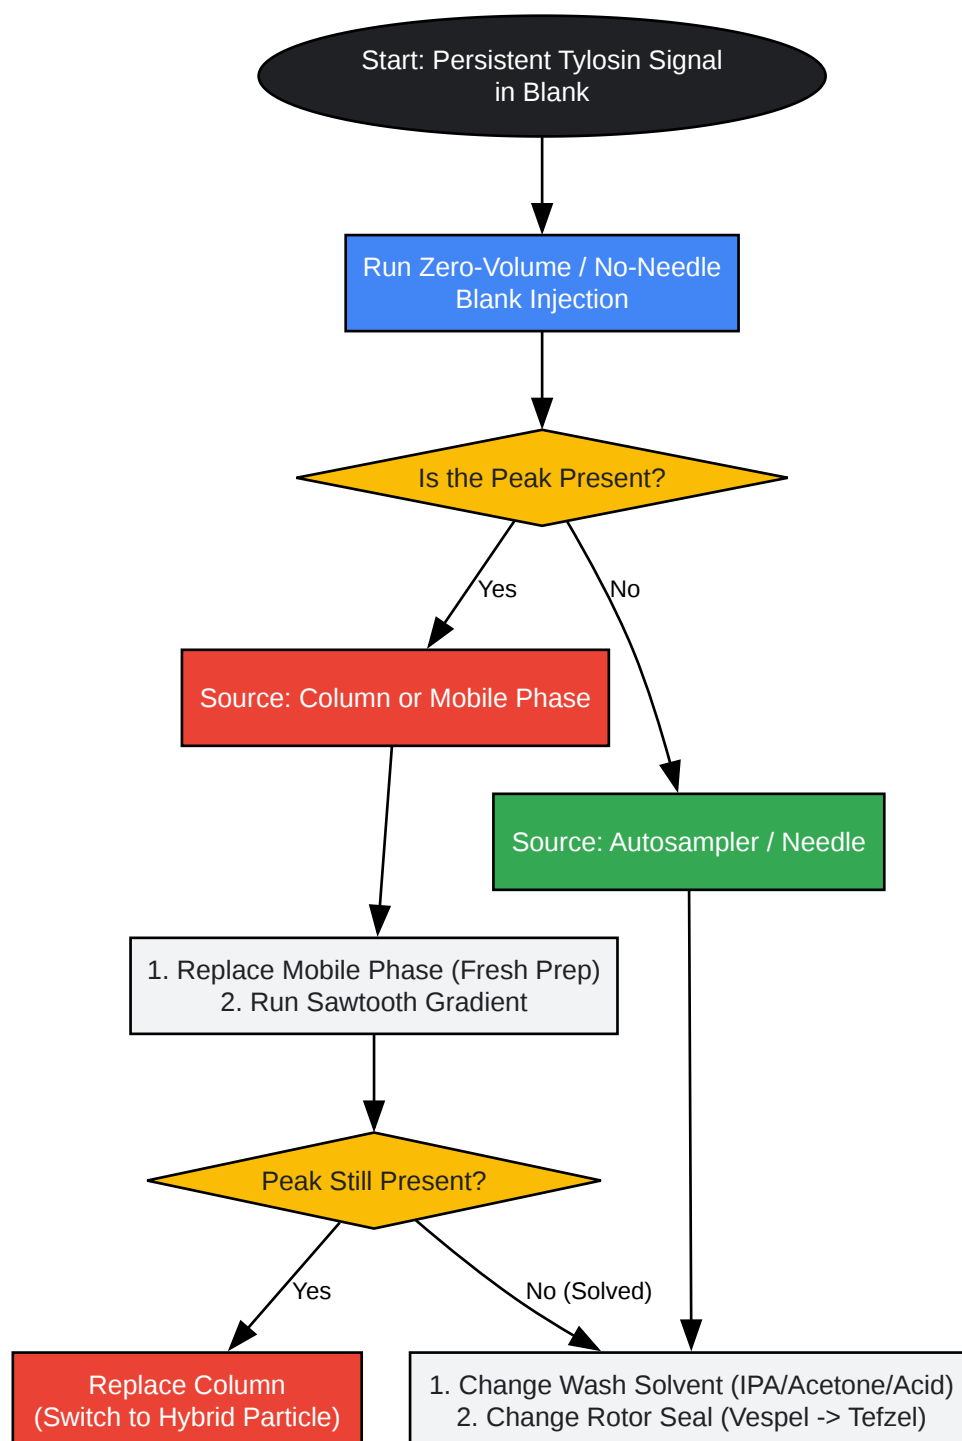 Start: Persistent Tylosin Signal
in Blank
Run Zero-Volume / No-Needle
Blank Injection
Is the Peak Present?
Yes
No
Source: Column or Mobile Phase
Source: Autosampler / Needle
1. Replace Mobile Phase (Fresh Prep)
2. Run Sawtooth Gradient
Peak Still Present?
Yes
No (Solved)
Replace Column
(Switch to Hybrid Particle)
1. Change Wash Solvent (IPA/Acetone/Acid)
2. Change Rotor Seal (Vespel -> Tefzel)